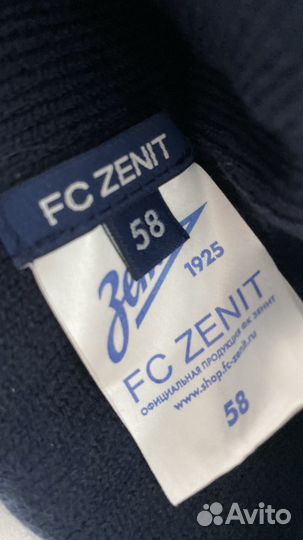 FC ZENIT
58
Зенит
1925
FC ZENIT
ОФИЦИАЛЬНАЯ ПРОДУКЦИЯ ФК ЗЕНИТ
www.shop.fc-zenit.ru
58
Avito